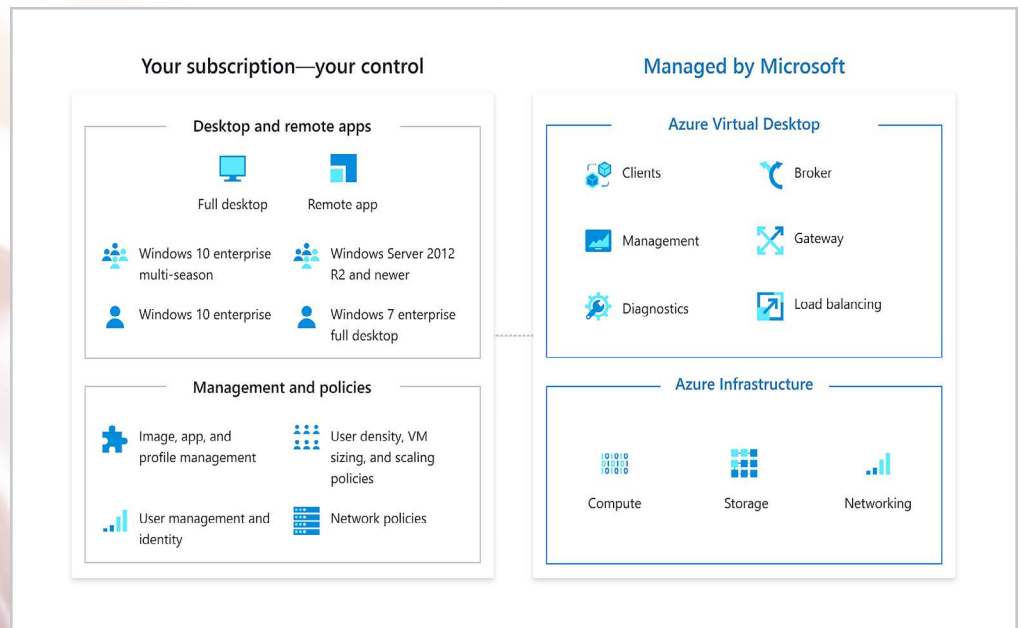 Your subscription—your control
Desktop and remote apps
Full desktop
Remote app
Windows 10 enterprise
multi-season
Windows Server 2012
R2 and newer
Windows 10 enterprise
Windows 7 enterprise
full desktop
Management and policies
Image, app, and
profile management
User density, VM
sizing, and scaling
policies
User management and
identity
Network policies
Managed by Microsoft
Azure Virtual Desktop
Clients
Broker
Management
Gateway
Diagnostics
Load balancing
Azure Infrastructure
Compute
Storage
Networking